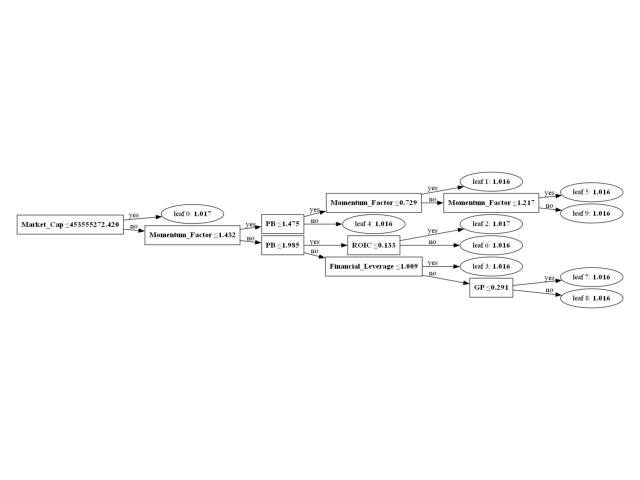 Market_Cap ≤453555272.420
yes
no
leaf 0: 1.017
Momentum_Factor ≤1.432
yes
no
PB ≤1.475
yes
no
Momentum_Factor ≤0.729
yes
no
leaf 1: 1.016
Momentum_Factor ≤1.217
yes
no
leaf 5: 1.016
leaf 9: 1.016
leaf 4: 1.016
PB ≤1.985
yes
no
ROIC ≤0.133
yes
no
leaf 2: 1.017
leaf 6: 1.016
Financial_Leverage ≤1.009
yes
no
leaf 3: 1.016
GP ≤0.291
yes
no
leaf 7: 1.016
leaf 8: 1.016